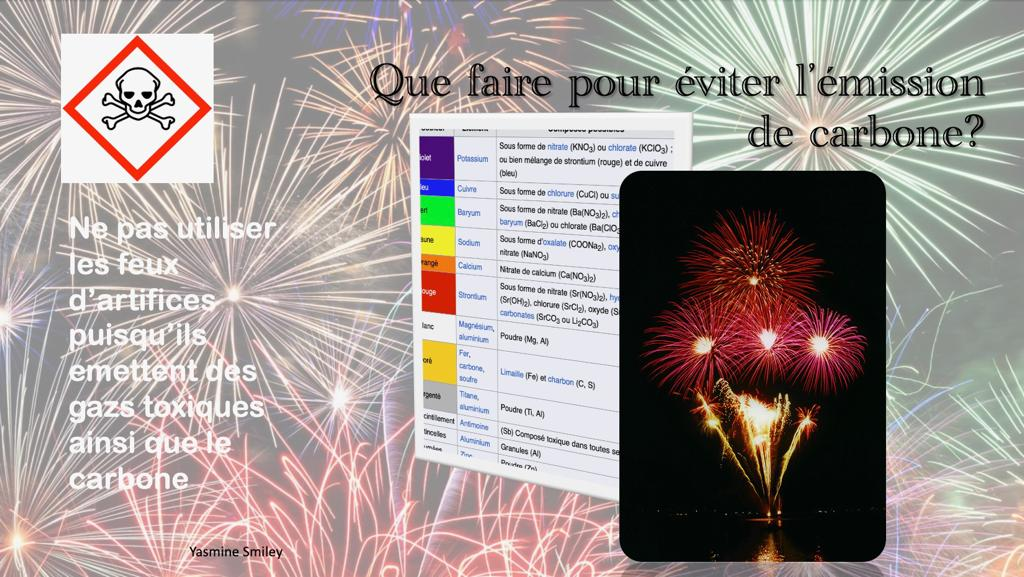 Que faire pour éviter l'émission
de carbone?
Ne pas utiliser
les feux
d'artifices
puisqu'ils
emettent des
gazs toxiques
ainsi que le
carbone
Yasmine Smiley
Composés possibles
Potassium
Sous forme de nitrate (KNO3) ou chlorate (KClO3) ;
ou bien mélange de strontium (rouge) et de cuivre
(bleu)
Cuivre
Sous forme de chlorure (CuCl) ou
Baryum
Sous forme de nitrate (Ba(NO3)2),
baryum (BaCl2) ou chlorate (Ba(ClO
Sodium
Sous forme d'oxalate (COONa2),
nitrate (NaNO3)
Calcium
Nitrate de calcium (Ca(NO3)2)
Strontium
Sous forme de nitrate (Sr(NO3)2),
(Sr(OH)2), chlorure (SrCl2), oxyde
carbonates (SrCO3 ou Li2CO3)
Magnésium,
aluminium
Poudre (Mg, Al)
Fer,
carbone,
soufre
Limaille (Fe) et charbon (C, S)
Titane,
aluminium
Poudre (Ti, Al)
Antimoine
(Sb) Composé toxique dans toutes
Aluminium
Granules (Al)
Zinc
Poudre (Zn)